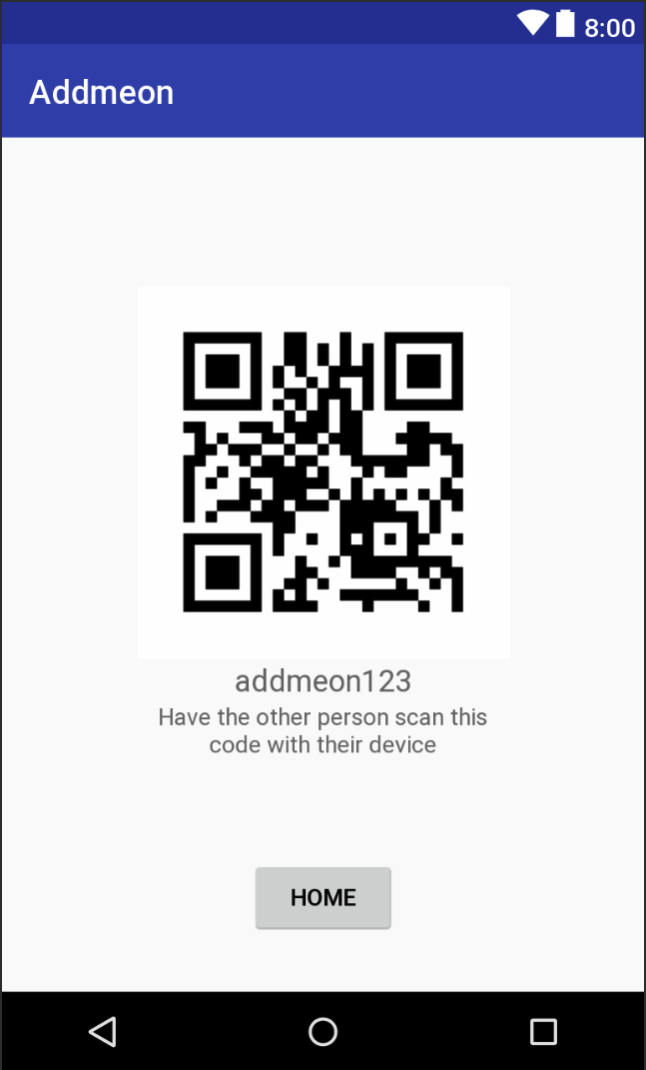 8:00
Addmeon
addmeon123
Have the other person scan this
code with their device
HOME